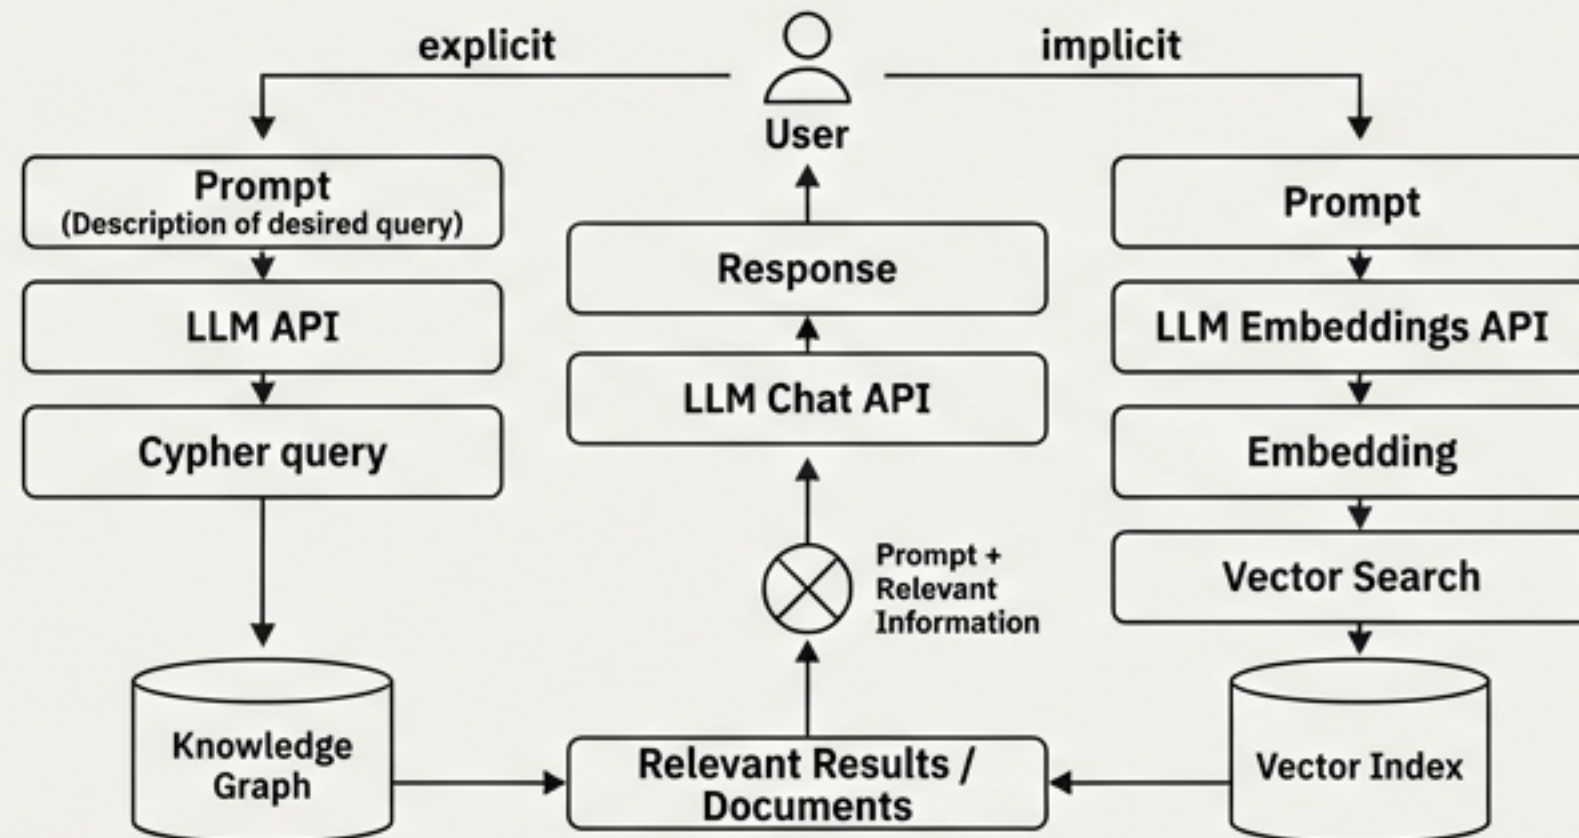 explicit
implicit
User
Prompt
(Description of desired query)
LLM API
Cypher query
Knowledge
Graph
Response
LLM Chat API
Prompt +
Relevant
Information
Relevant Results /
Documents
Prompt
LLM Embeddings API
Embedding
Vector Search
Vector Index